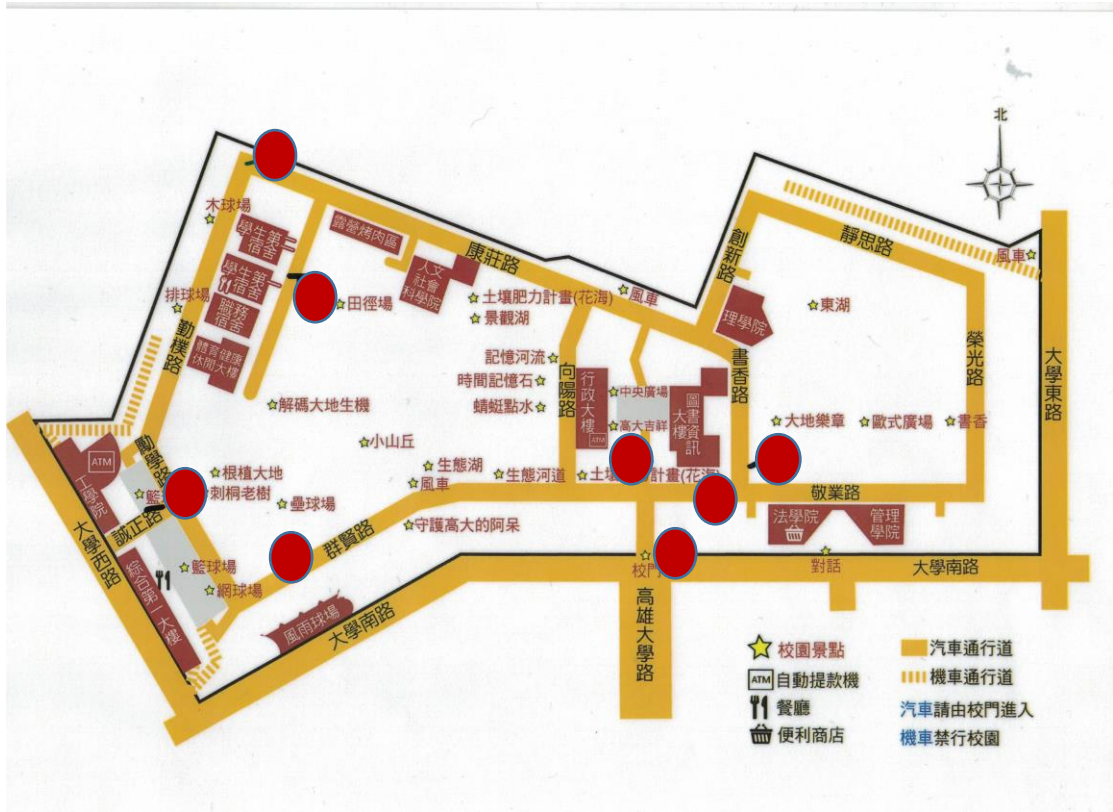 北
木球場
學生第二
宿舍
學生第一
宿舍
職務
宿舍
體育健康
休閒大樓
排球場
勤樸路
露營烤肉區
人文
社會
科學院
康莊路
田徑場
土壤肥力計畫(花海)
景觀湖
風車
創新路
靜思路
風車
理學院
東湖
榮光路
大學東路
記憶河流
時間記憶石
蜻蜓點水
向陽路
行政大樓
ATM
中央廣場
高大吉祥
圖書資訊
大樓
書香路
大地樂章
歐式廣場
書香
解碼大地生機
小山丘
勵學路
ATM
工學院
根植大地
刺桐老樹
籃
壘球場
生態湖
風車
生態河道
土壤
計畫(花海)
敬業路
誠正路
大學西路
守護高大的阿呆
群賢路
法學院
管理
學院
籃球場
網球場
綜合第一大樓
校門
對話
大學南路
風雨球場
大學南路
高雄大學路
校園景點
ATM 自動提款機
餐廳
便利商店
汽車通行道
機車通行道
汽車請由校門進入
機車禁行校園